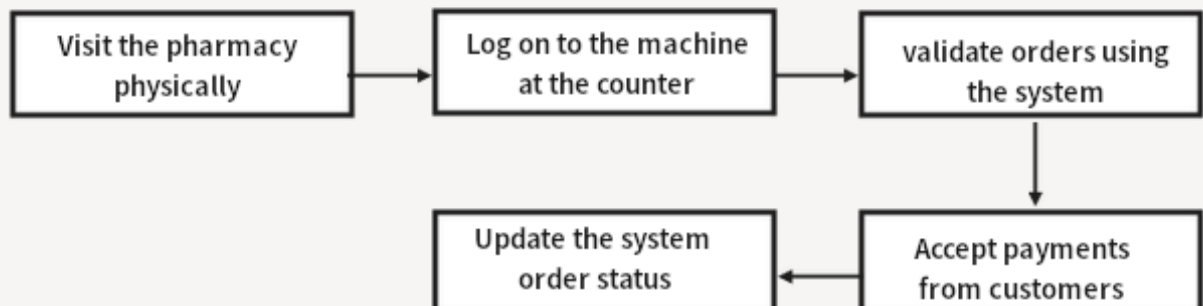 Visit the pharmacy
physically
Log on to the machine
at the counter
validate orders using
the system
Accept payments
from customers
Update the system
order status